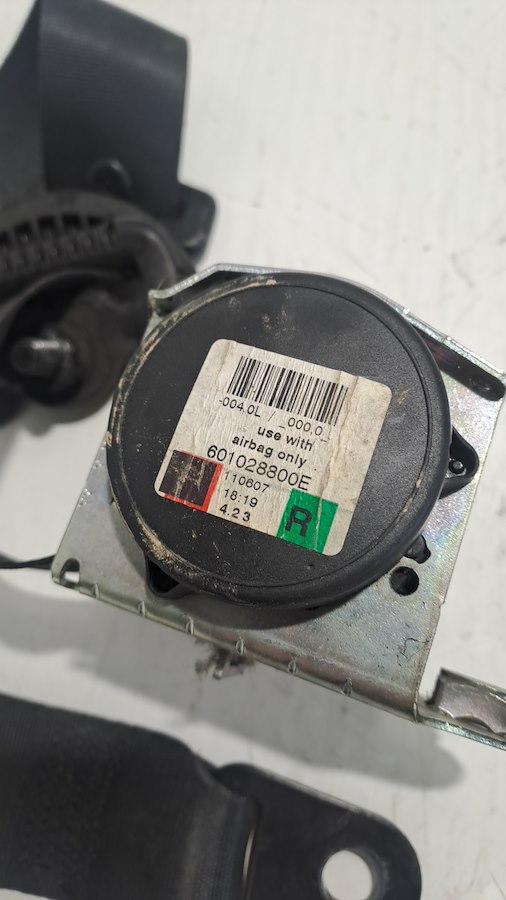 -004,0L / _000,0-
use with
airbag only
601028800E
110607
18:19
4.23
R